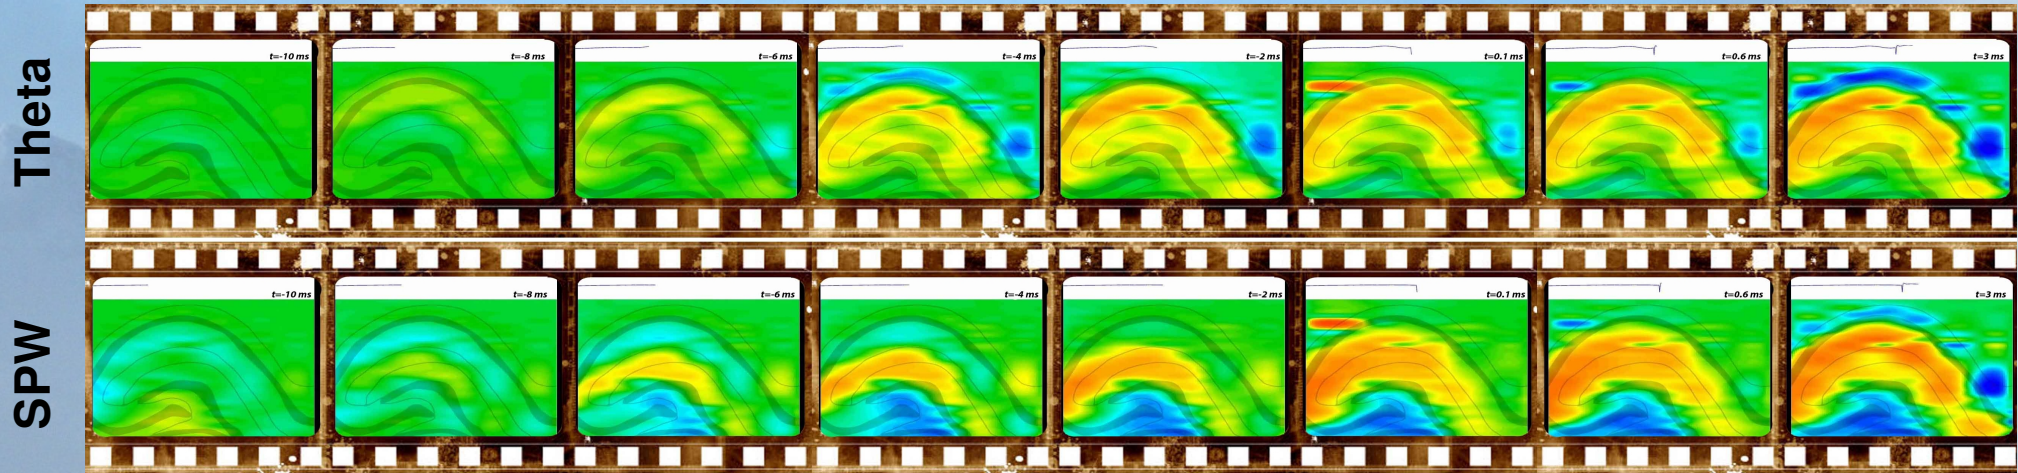 Theta
t=-10 ms
t=-8 ms
t=-6 ms
t=-4 ms
t=-2 ms
t=0.1 ms
t=0.6 ms
t=3 ms
SPW
t=-10 ms
t=-8 ms
t=-6 ms
t=-4 ms
t=-2 ms
t=0.1 ms
t=0.6 ms
t=3 ms